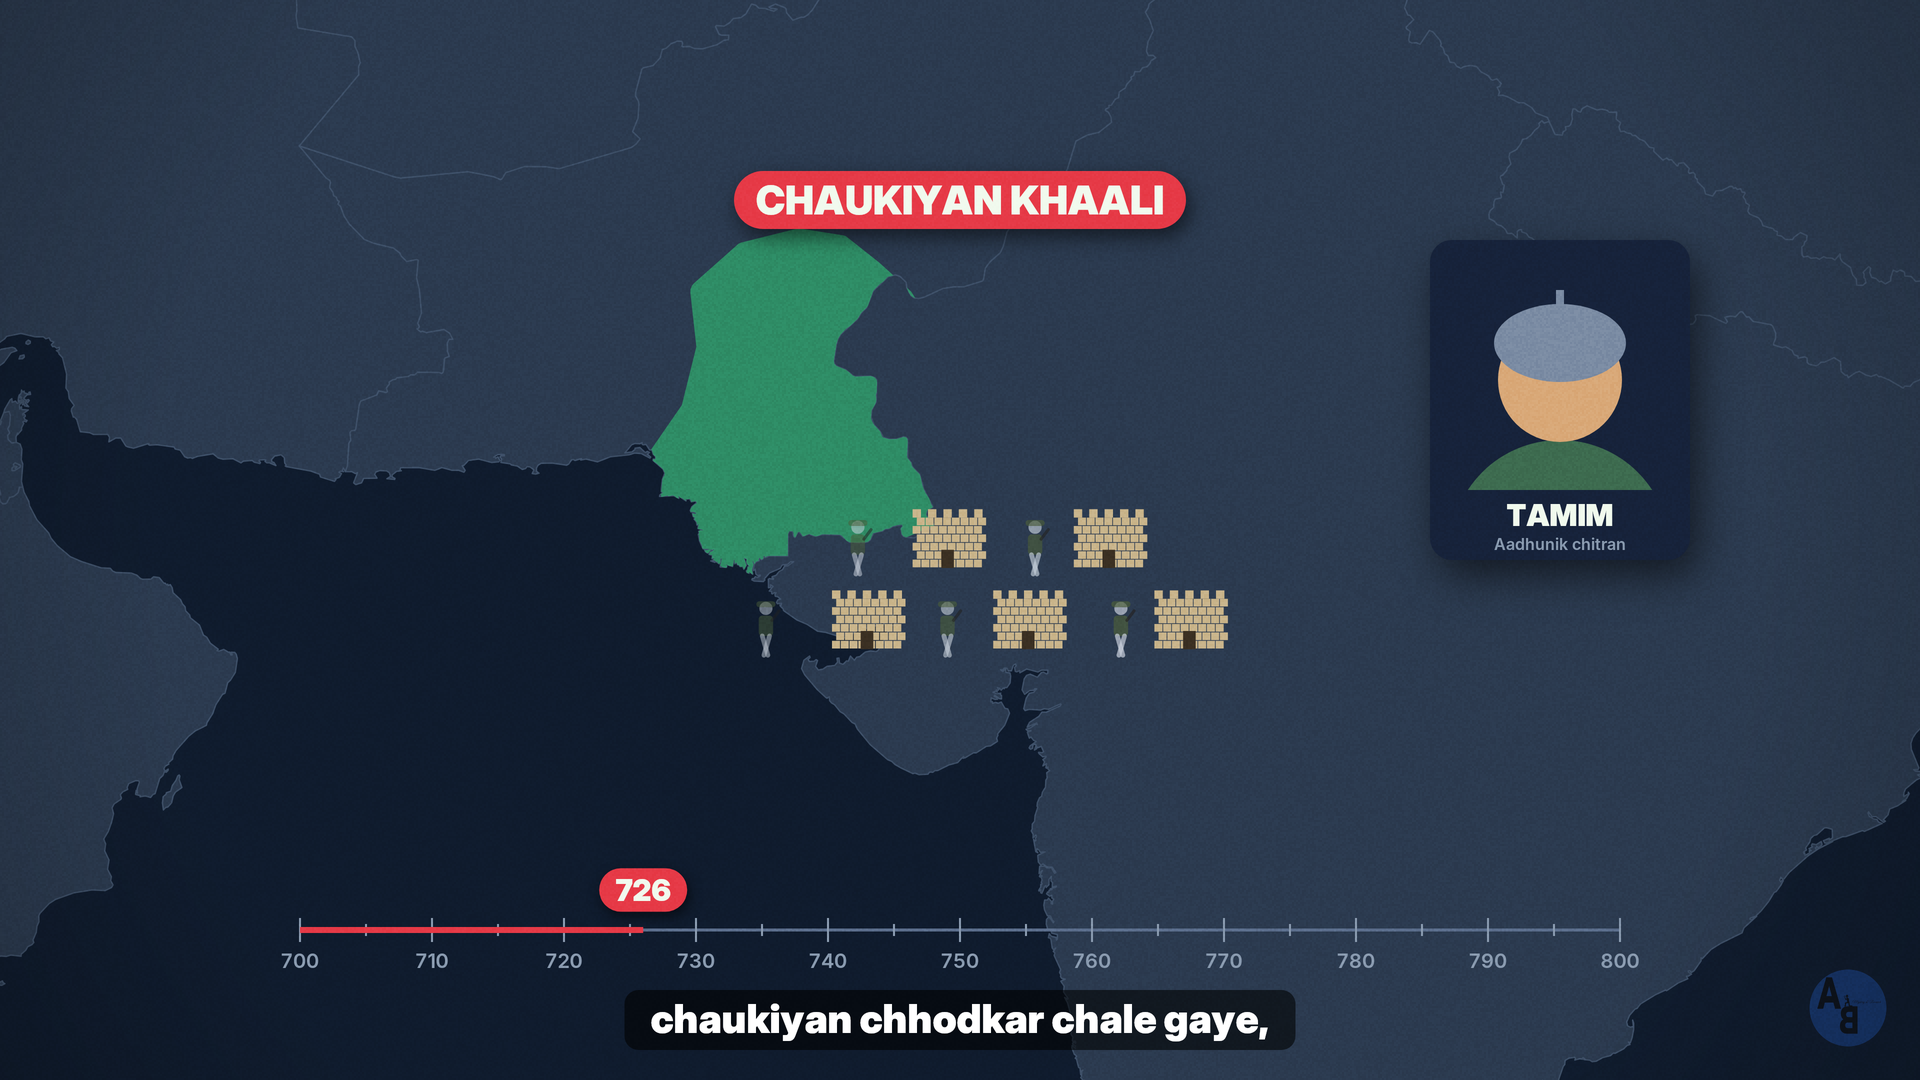 CHAUKIYAN KHAALI
TAMIM
Aadhunik chitran
726
700 710 720 730 740 750 760 770 780 790 800
chaukiyan chhodkar chale gaye,
A
B